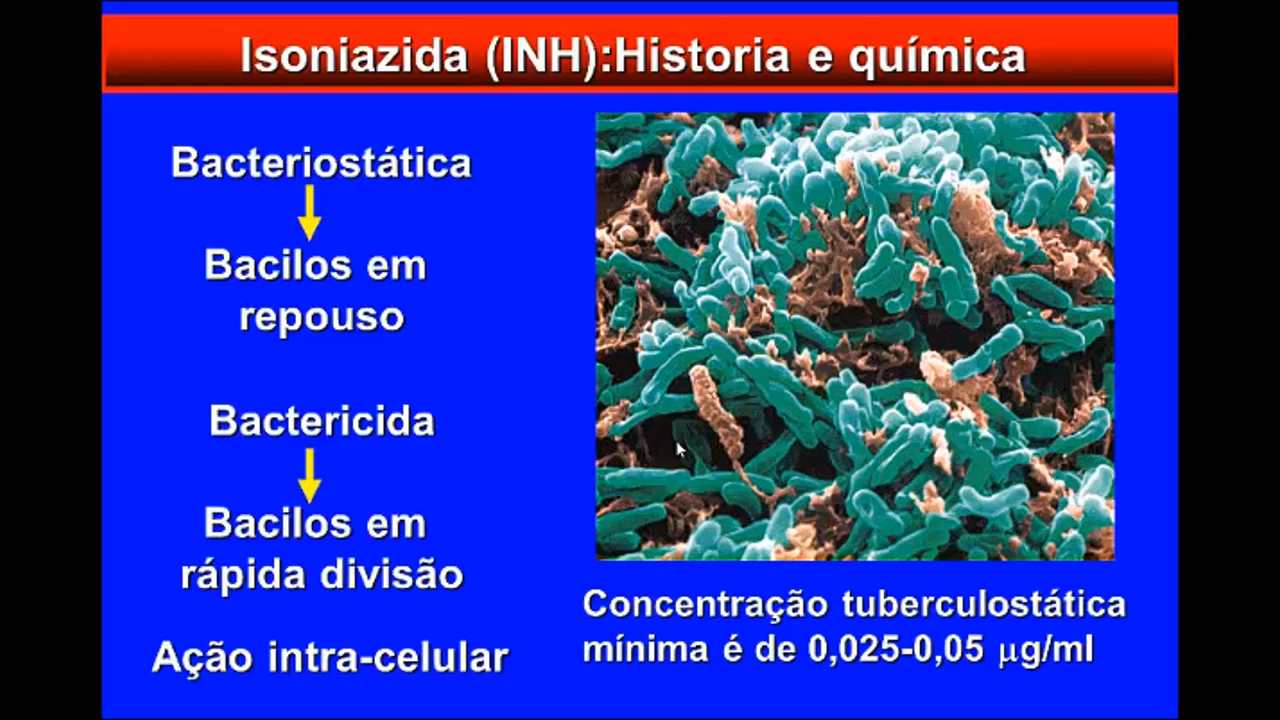 Isoniazida (INH):Historia e química
Bacteriostática
Bacilos em
repouso
Bactericida
Bacilos em
rápida divisão
Ação intra-celular
Concentração tuberculostática
mínima é de 0,025-0,05 μg/ml